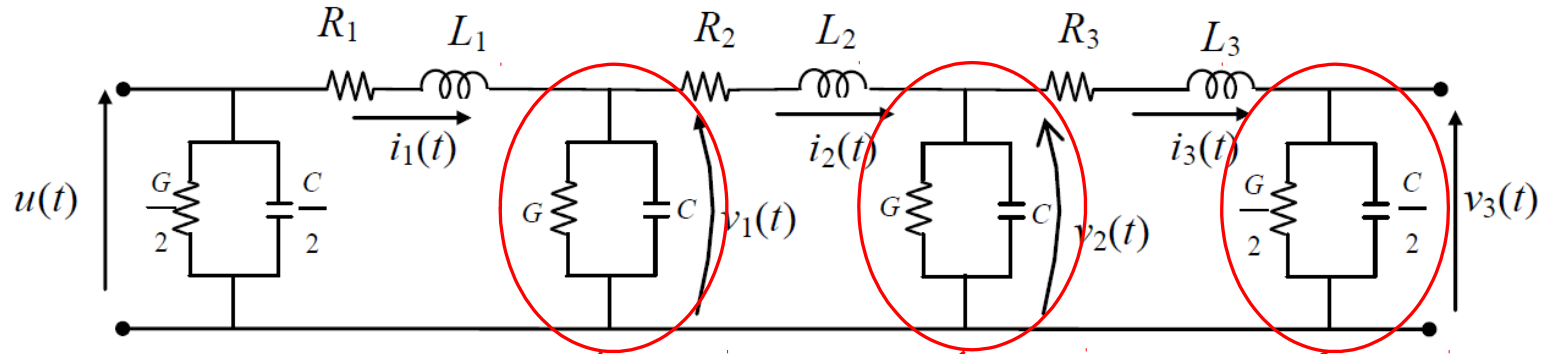 R1 L1 R2 L2 R3 L3
i1(t) i2(t) i3(t)
u(t) G/2 C/2 G C v1(t) G C v2(t) G/2 C/2 v3(t)